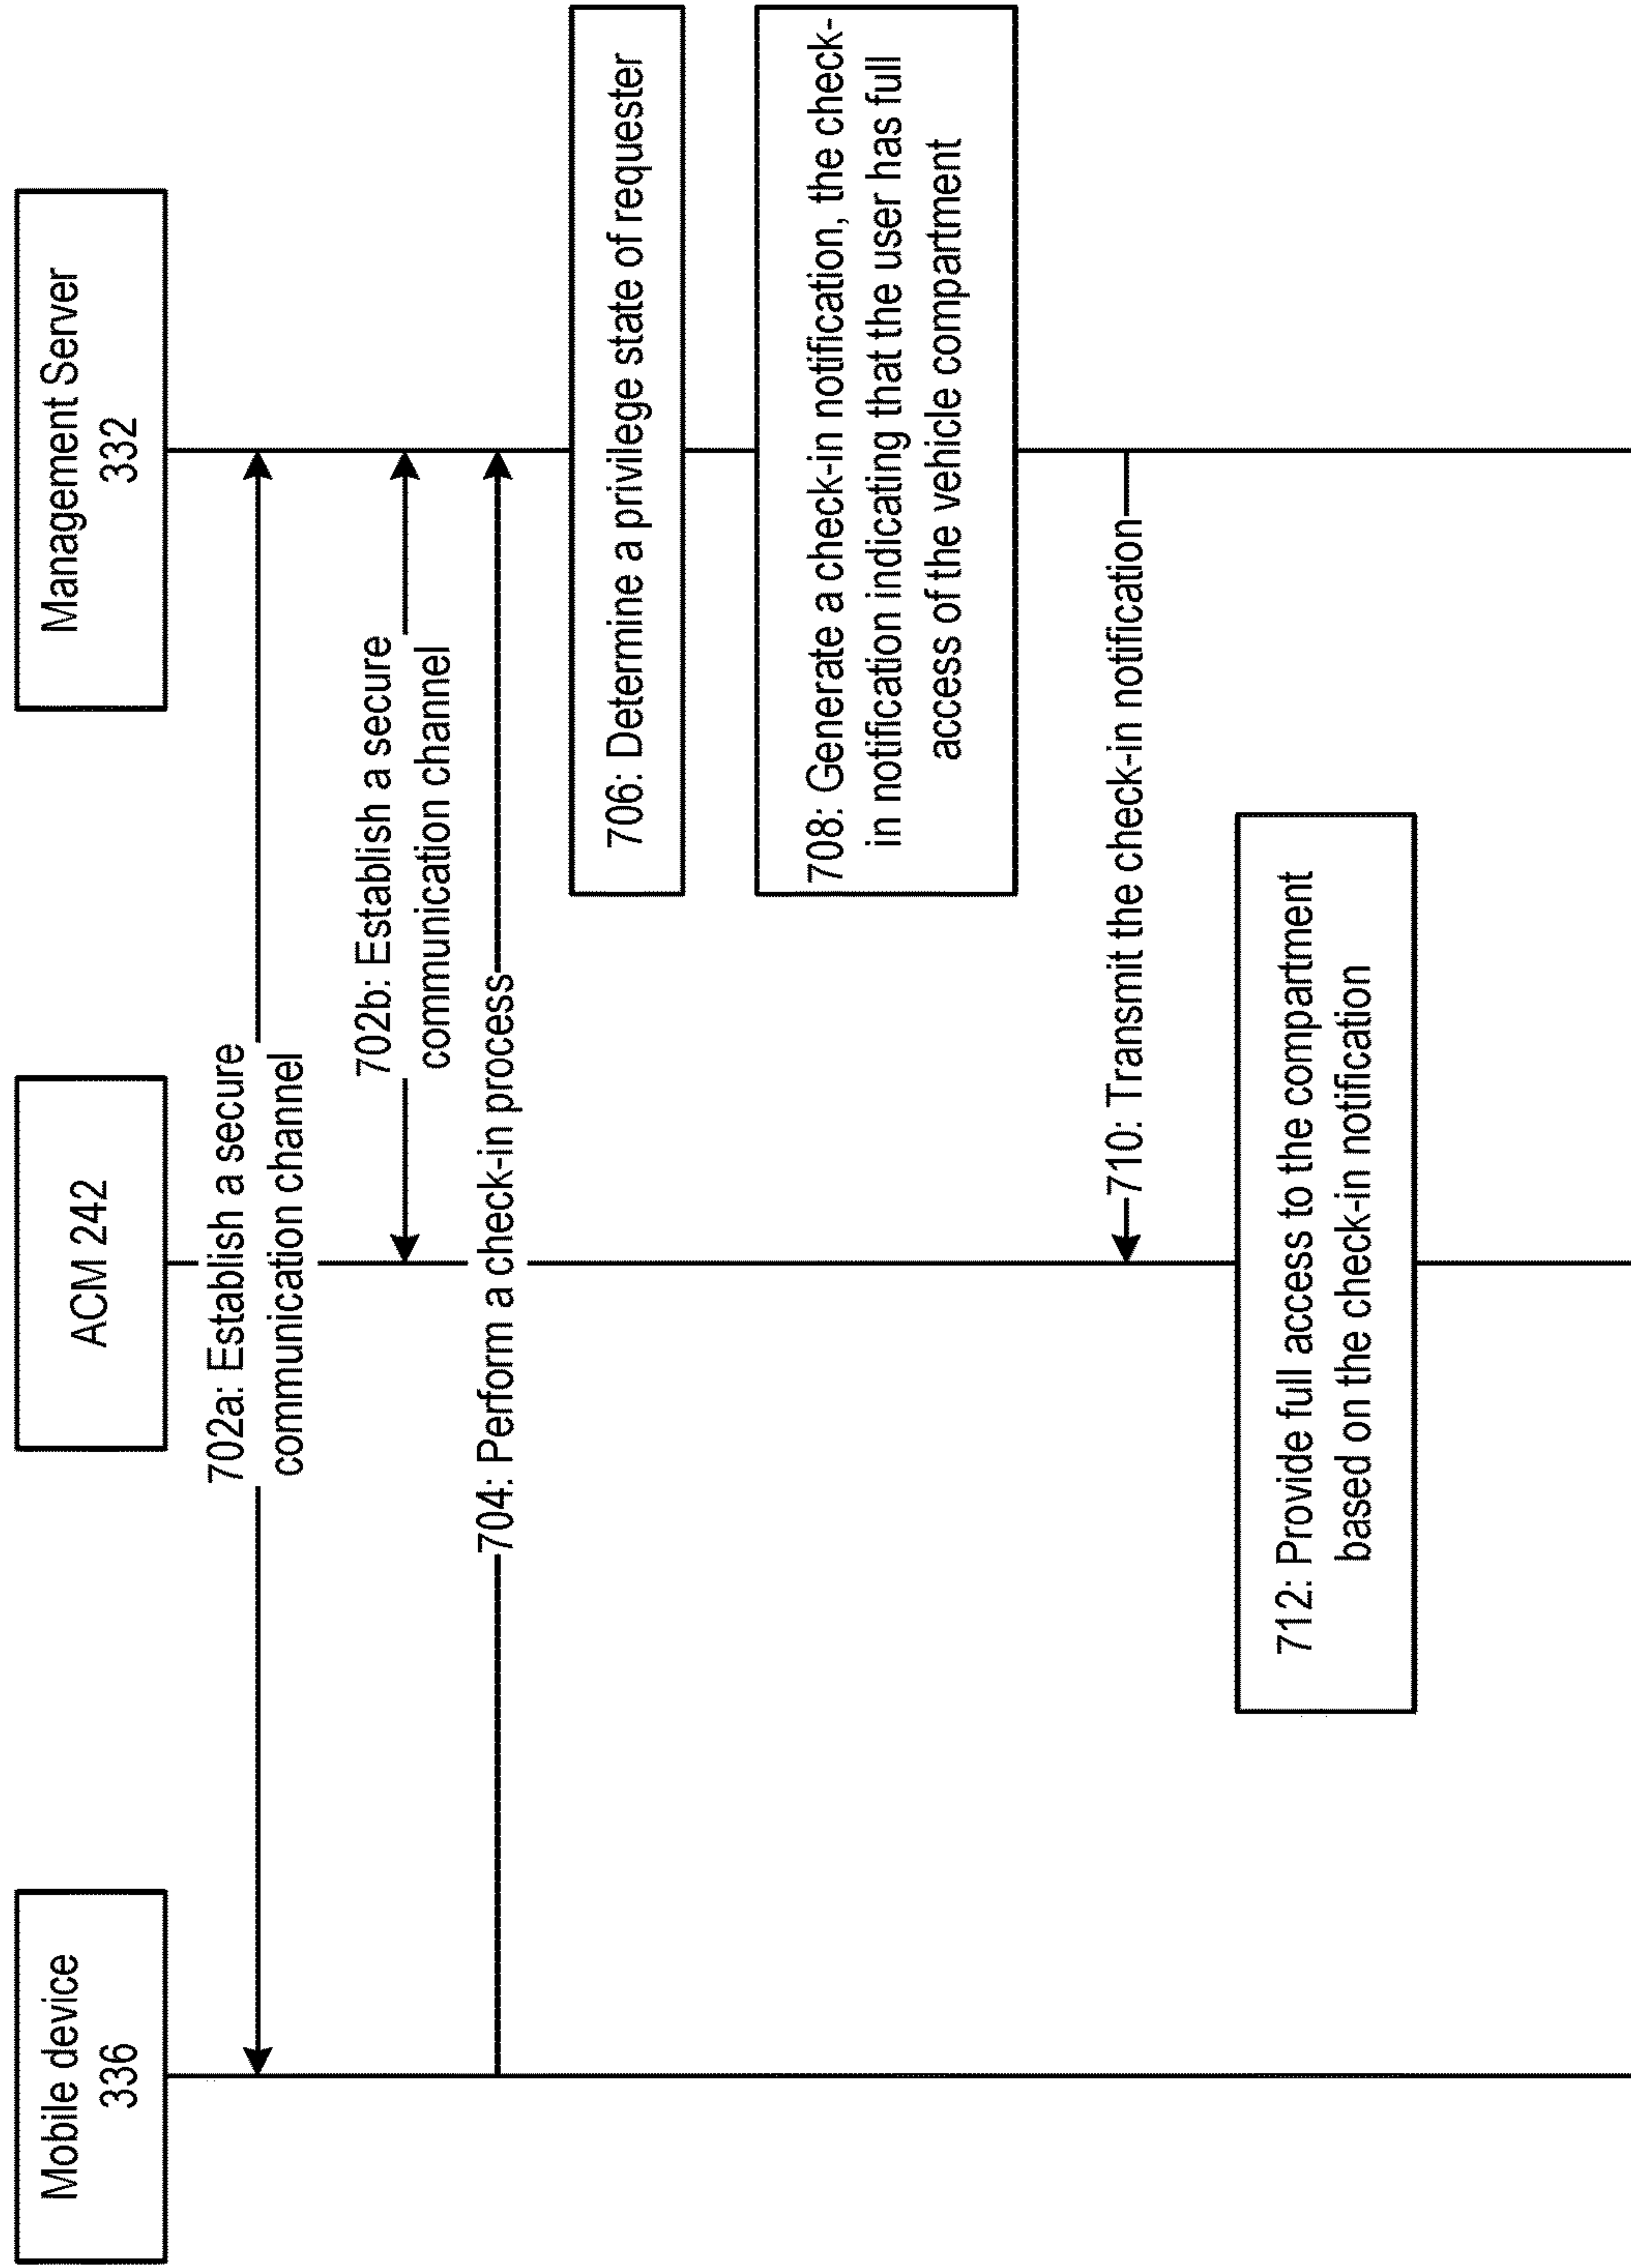 Mobile device
336
ACM 242
Management Server
332
702a: Establish a secure
communication channel
702b: Establish a secure
communication channel
704: Perform a check-in process
706: Determine a privilege state of requester
708: Generate a check-in notification, the check-
in notification indicating that the user has full
access of the vehicle compartment
710: Transmit the check-in notification
712: Provide full access to the compartment
based on the check-in notification